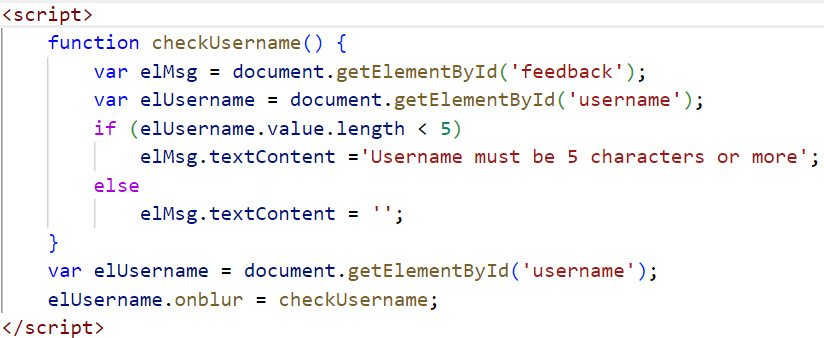 <script>
    function checkUsername() {
        var elMsg = document.getElementById('feedback');
        var elUsername = document.getElementById('username');
        if (elUsername.value.length < 5)
            elMsg.textContent ='Username must be 5 characters or more';
        else
            elMsg.textContent = '';
    }
    var elUsername = document.getElementById('username');
    elUsername.onblur = checkUsername;
</script>